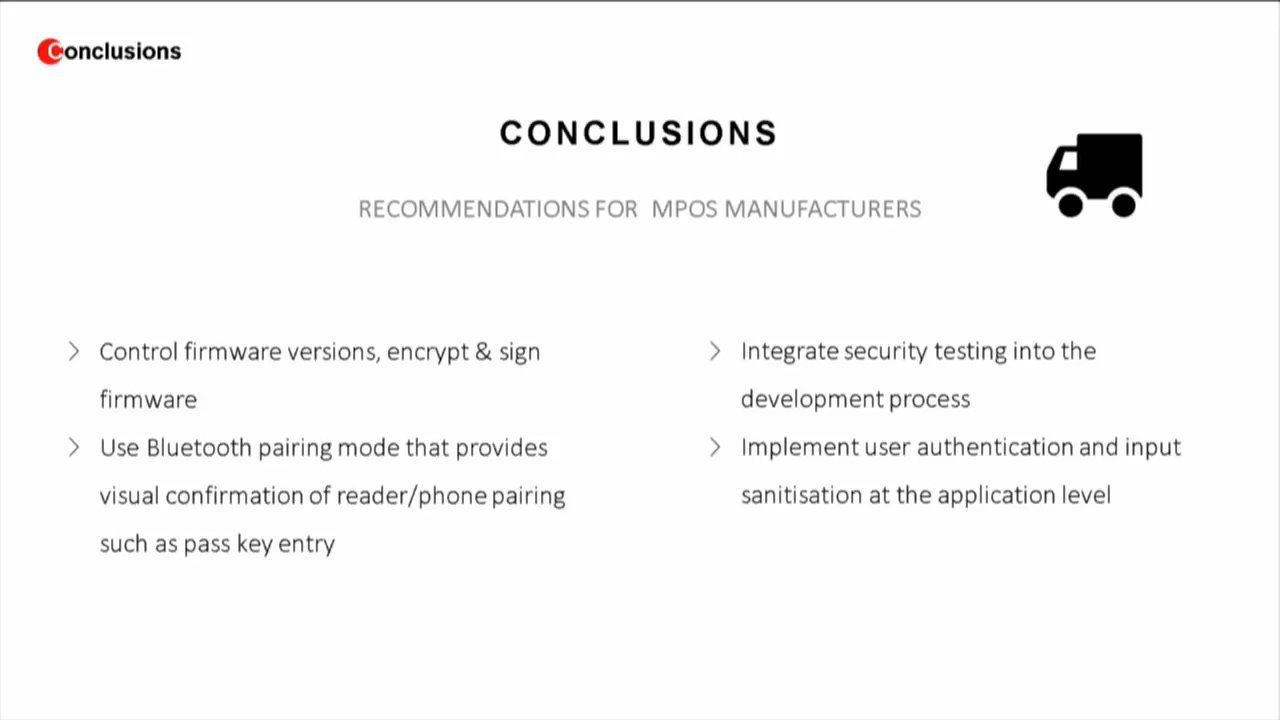 Conclusions
CONCLUSIONS
RECOMMENDATIONS FOR MPOS MANUFACTURERS
Control firmware versions, encrypt & sign
firmware
Use Bluetooth pairing mode that provides
visual confirmation of reader/phone pairing
such as pass key entry
Integrate security testing into the
development process
Implement user authentication and input
sanitisation at the application level